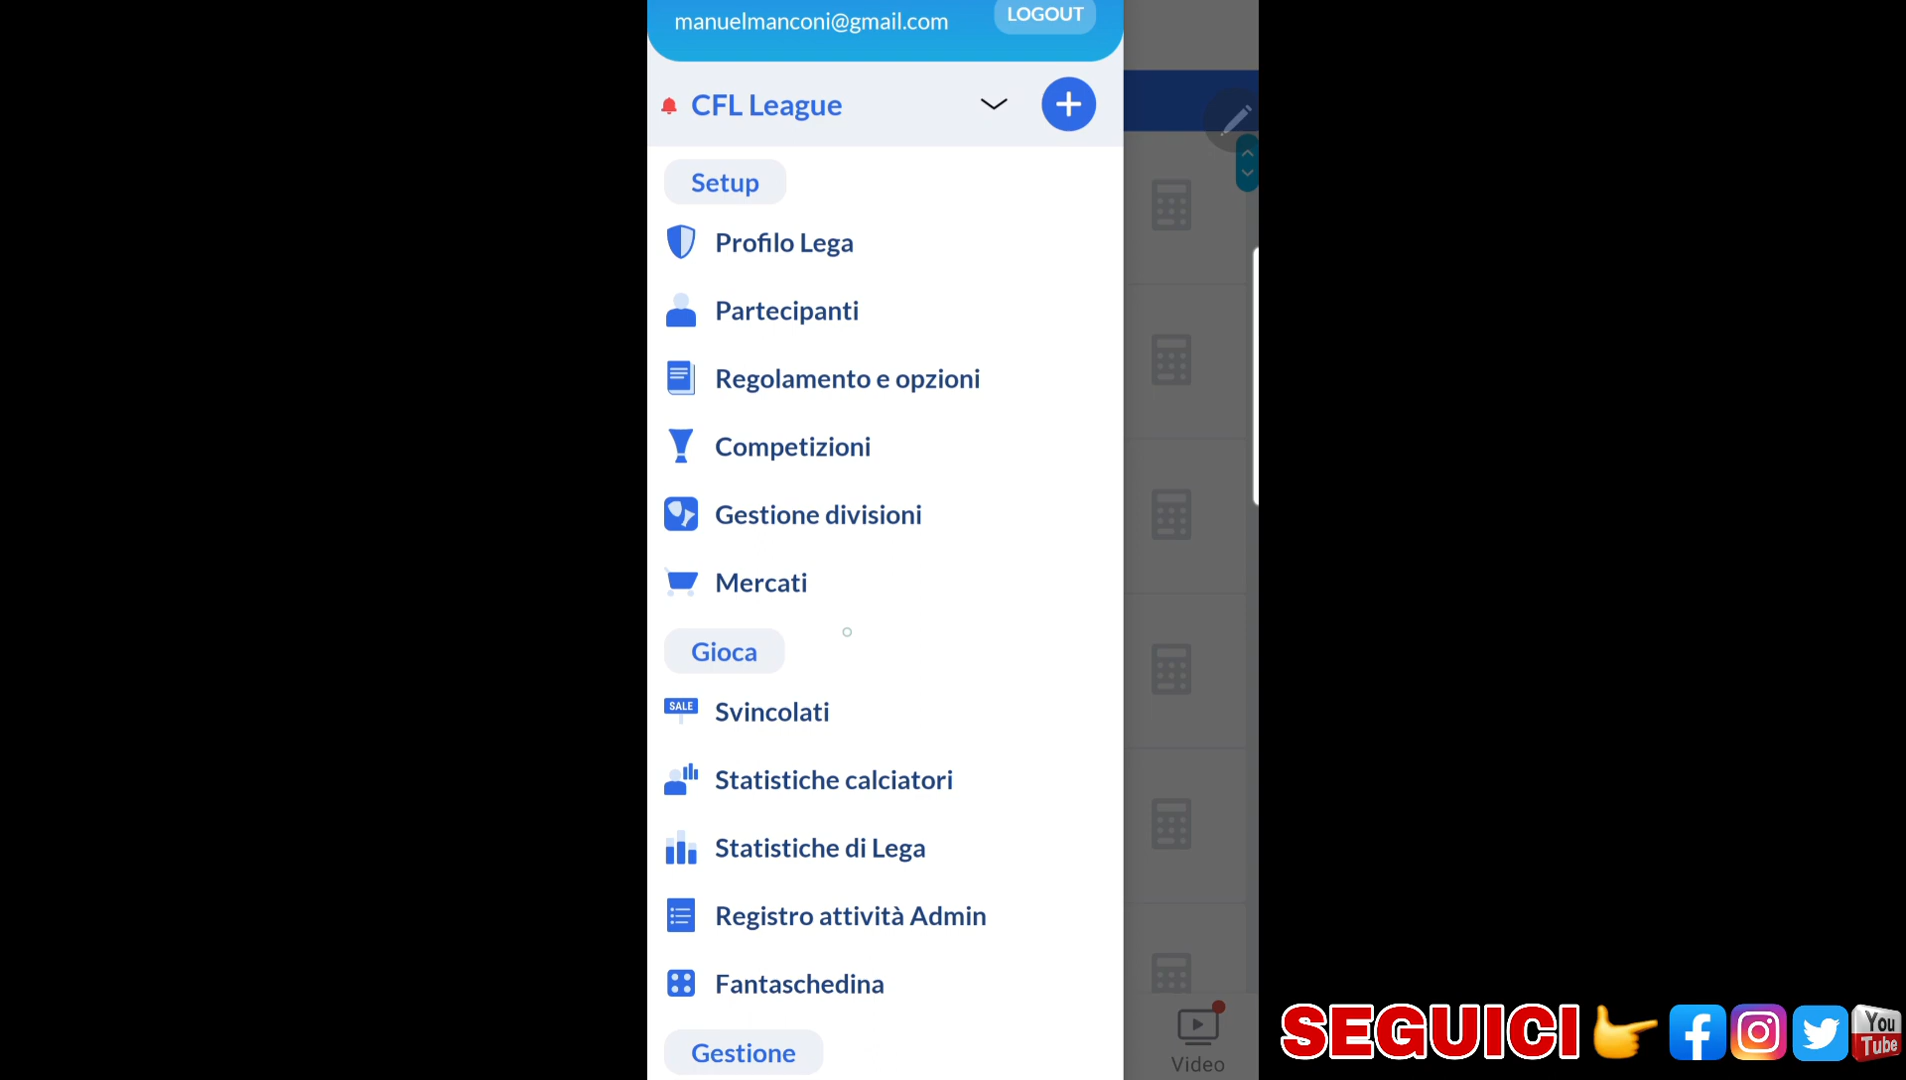 manuelmanconi@gmail.com
LOGOUT
CFL League
Setup
Profilo Lega
Partecipanti
Regolamento e opzioni
Competizioni
Gestione divisioni
Mercati
Gioca
SALE
Svincolati
Statistiche calciatori
Statistiche di Lega
Registro attività Admin
Fantaschedina
Gestione
Video
SEGUICI
You
Tube